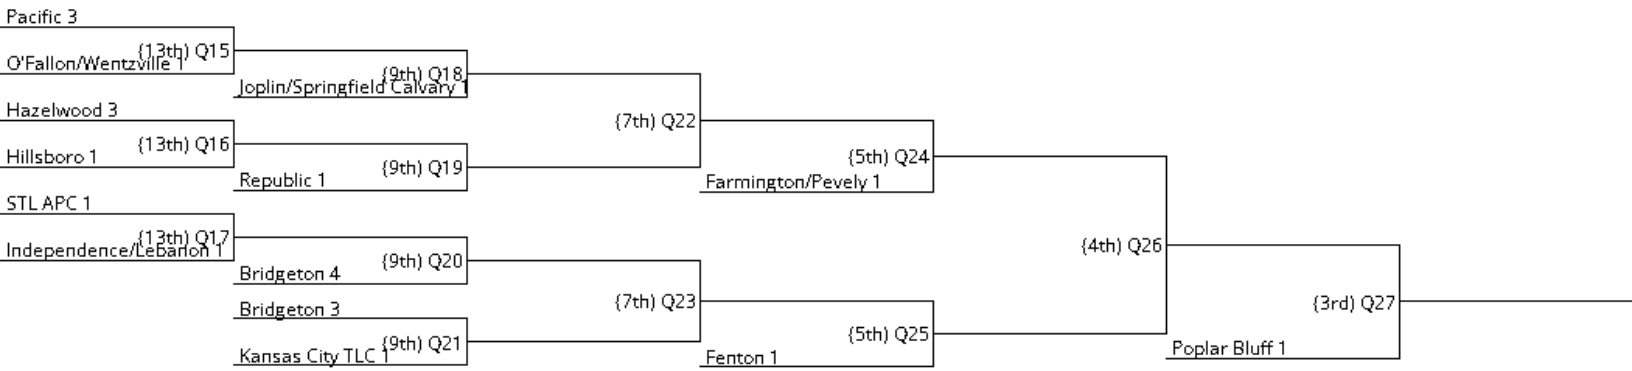 Pacific 3
{13th} Q15
O'Fallon/Wentzville 1
{9th} Q18
Joplin/Springfield Calvary 1
Hazelwood 3
{7th} Q22
{13th} Q16
Hillsboro 1
{5th} Q24
{9th} Q19
Republic 1
Farmington/Pevely 1
STL APC 1
{13th} Q17
Independence/Lebanon 1
{4th} Q26
{9th} Q20
Bridgeton 4
{7th} Q23
{3rd} Q27
Bridgeton 3
{5th} Q25
{9th} Q21
Poplar Bluff 1
Kansas City TLC 1
Fenton 1